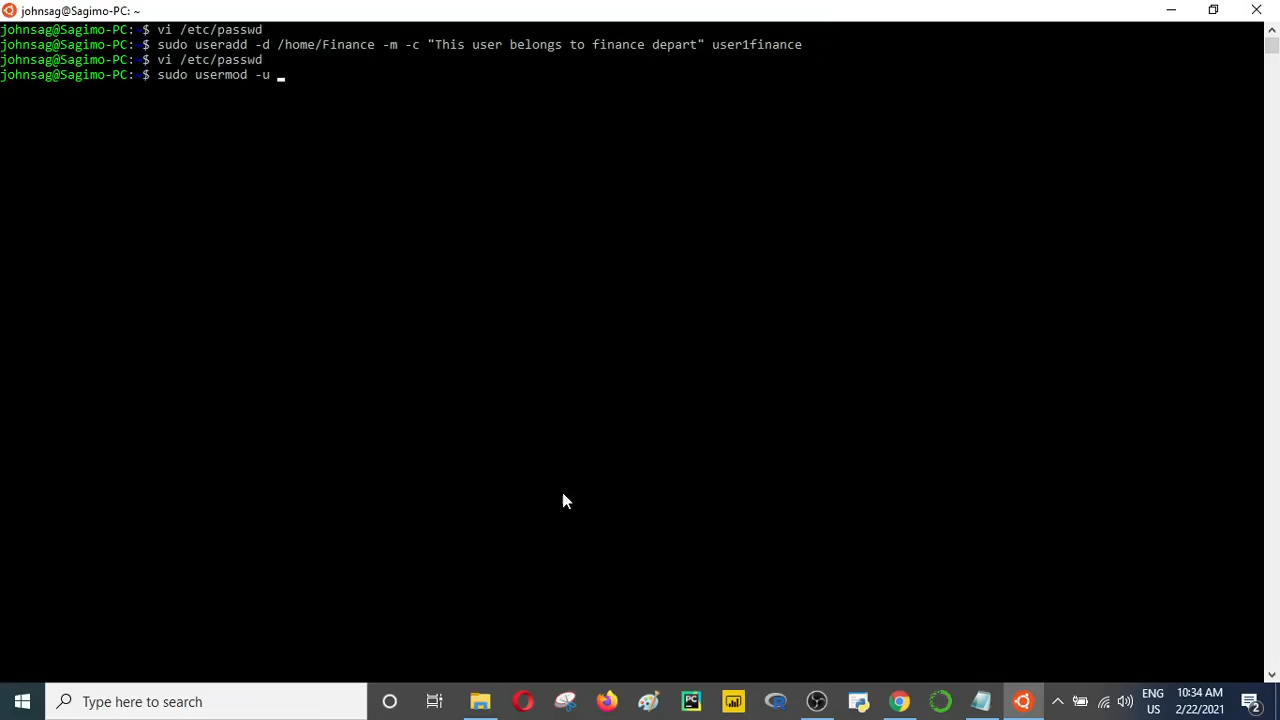 johnsag@Sagimo-PC: ~
johnsag@Sagimo-PC:~$ vi /etc/passwd
johnsag@Sagimo-PC:~$ sudo useradd -d /home/Finance -m -c "This user belongs to finance depart" user1finance
johnsag@Sagimo-PC:~$ vi /etc/passwd
johnsag@Sagimo-PC:~$ sudo usermod -u
Type here to search
PC
ENG
US
10:34 AM
2/22/2021
2